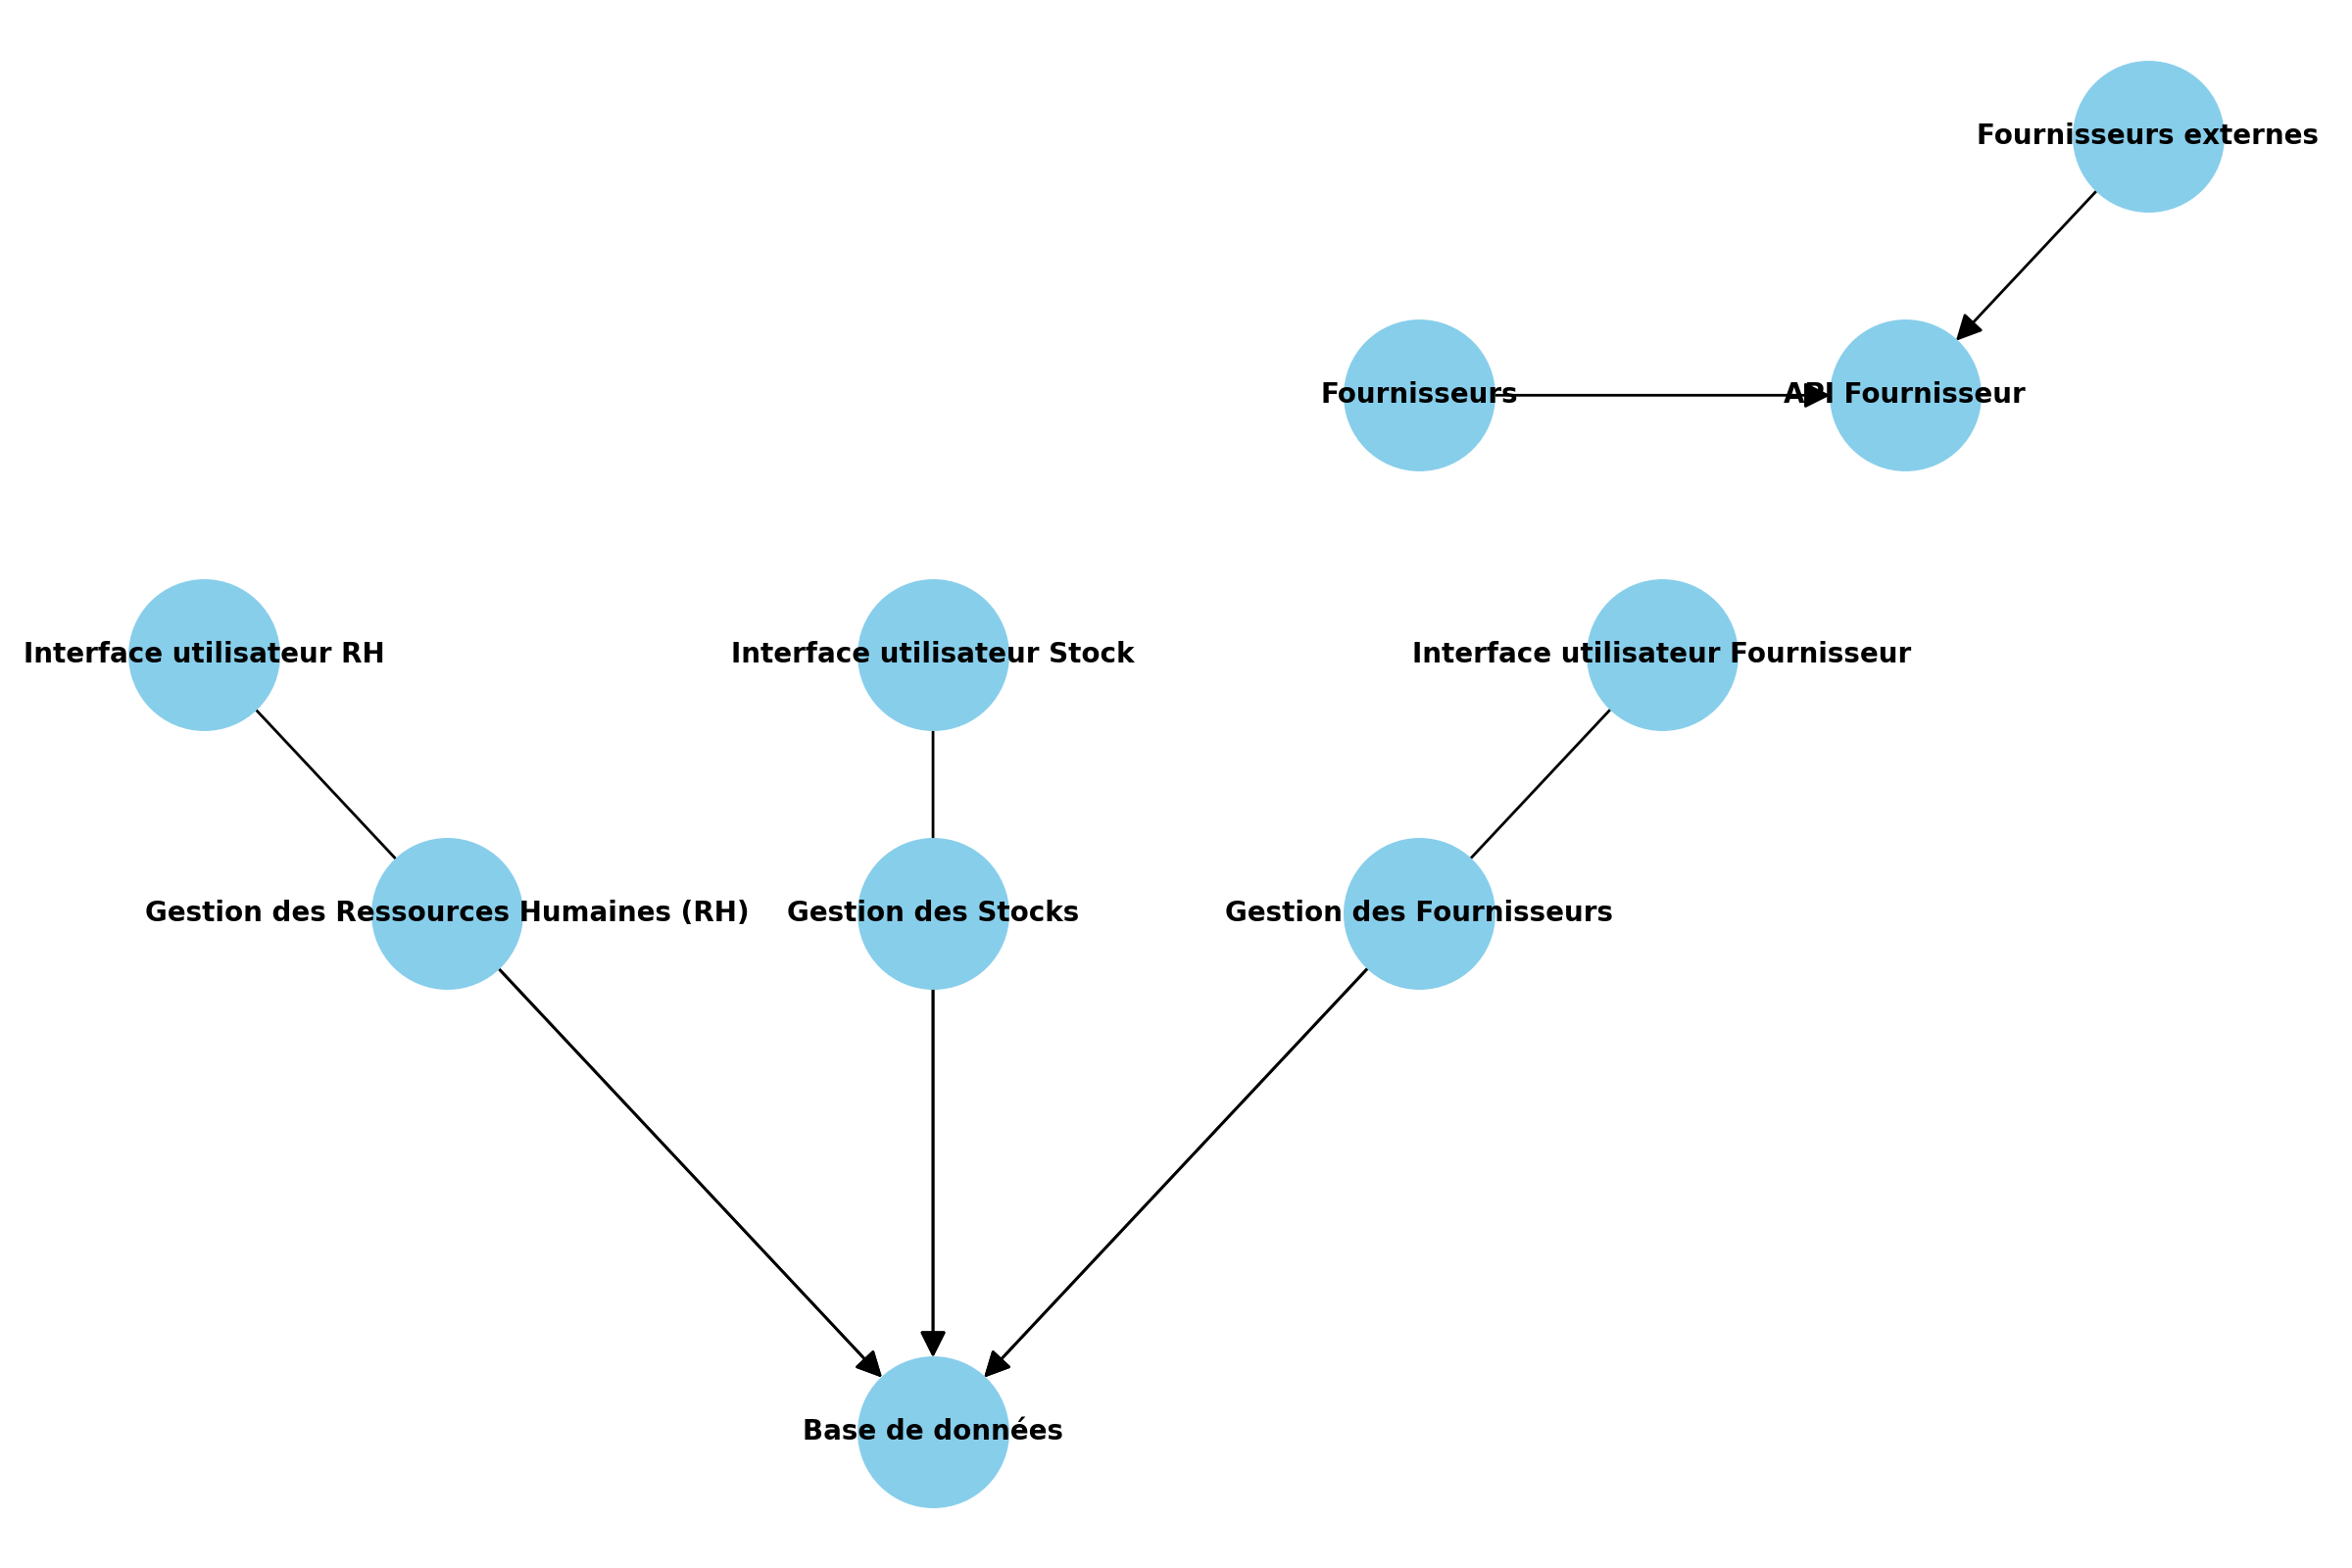 Fournisseurs externes
Fournisseurs
API Fournisseur
Interface utilisateur RH
Interface utilisateur Stock
Interface utilisateur Fournisseur
Gestion des Ressources Humaines (RH)
Gestion des Stocks
Gestion des Fournisseurs
Base de données